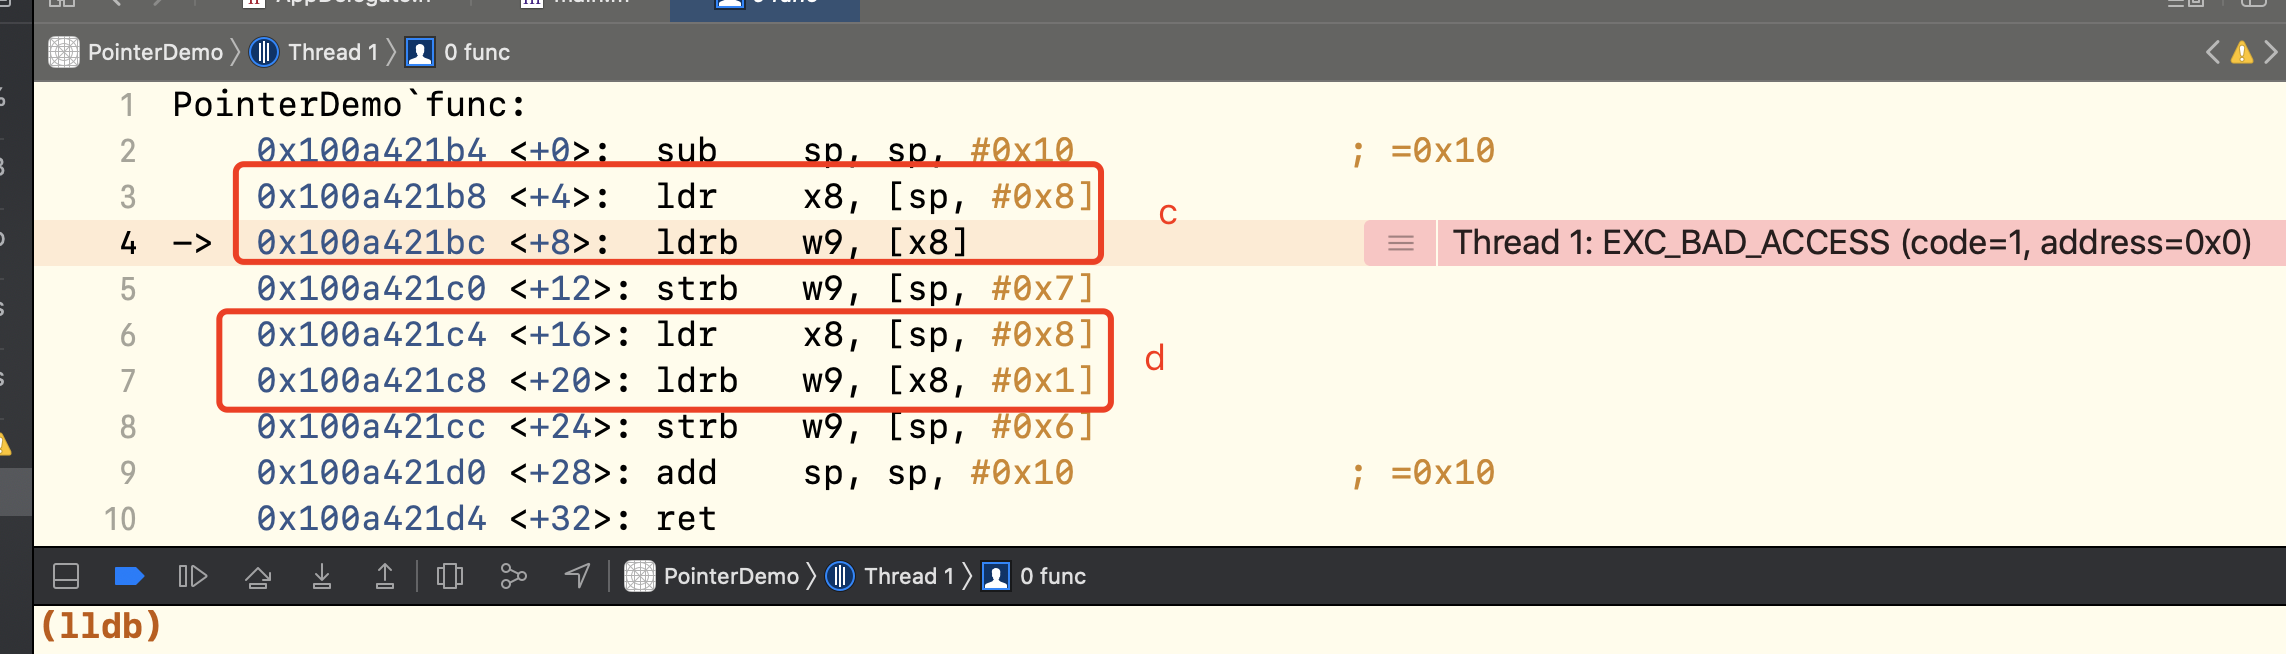 PointerDemo 〉 Thread 1 〉 0 func
1 PointerDemo`func:
2 0x100a421b4 <+0>: sub sp, sp, #0x10 ; =0x10
3 0x100a421b8 <+4>: ldr x8, [sp, #0x8]
c
4 -> 0x100a421bc <+8>: ldrb w9, [x8] Thread 1: EXC_BAD_ACCESS (code=1, address=0x0)
5 0x100a421c0 <+12>: strb w9, [sp, #0x7]
6 0x100a421c4 <+16>: ldr x8, [sp, #0x8]
d
7 0x100a421c8 <+20>: ldrb w9, [x8, #0x1]
8 0x100a421cc <+24>: strb w9, [sp, #0x6]
9 0x100a421d0 <+28>: add sp, sp, #0x10 ; =0x10
10 0x100a421d4 <+32>: ret
PointerDemo 〉 Thread 1 〉 0 func
(lldb)